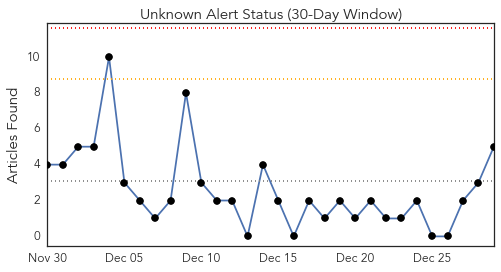 Unknown Alert Status (30-Day Window)
Articles Found
10
8
6
4
2
0
Nov 30 Dec 05 Dec 10 Dec 15 Dec 20 Dec 25